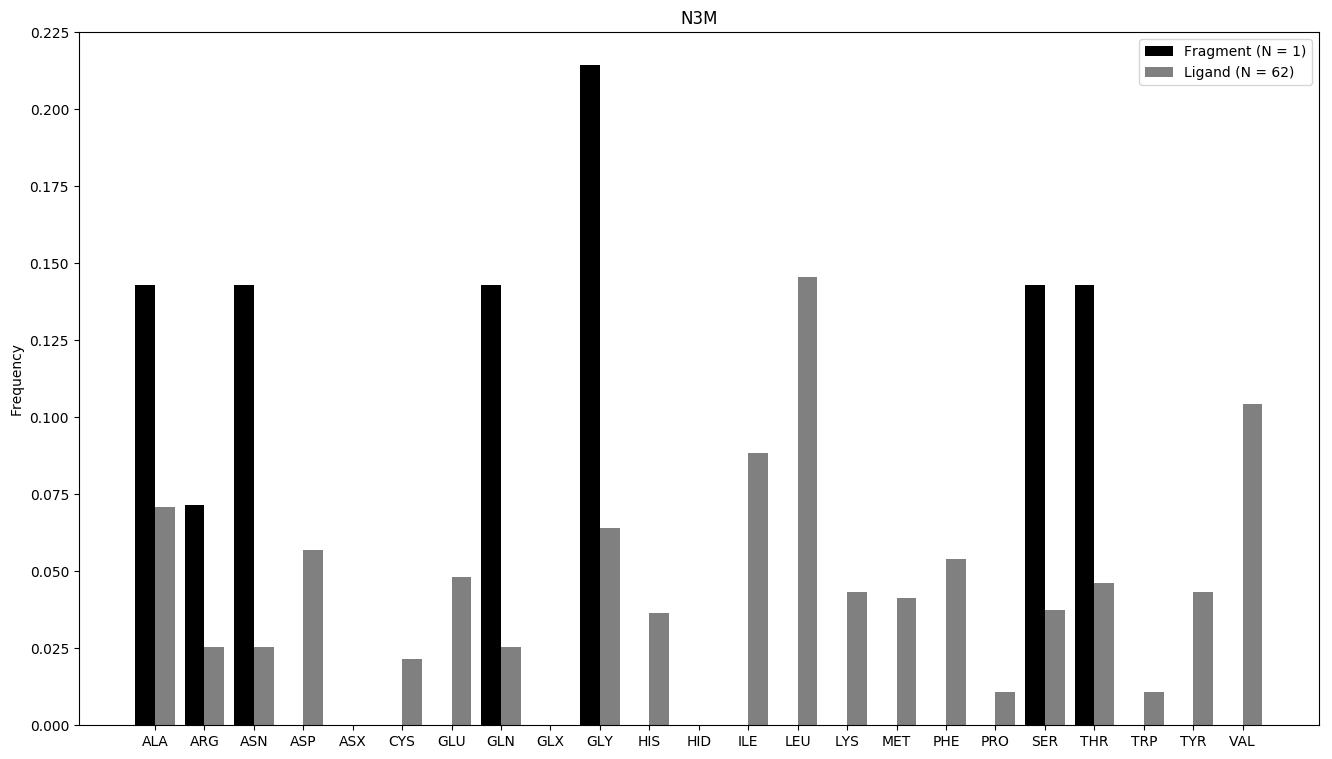 N3M
Fragment (N = 1)
Ligand (N = 62)
Frequency
0.225
0.200
0.175
0.150
0.125
0.100
0.075
0.050
0.025
0.000
ALA ARG ASN ASP ASX CYS GLU GLN GLX GLY HIS HID ILE LEU LYS MET PHE PRO SER THR TRP TYR VAL